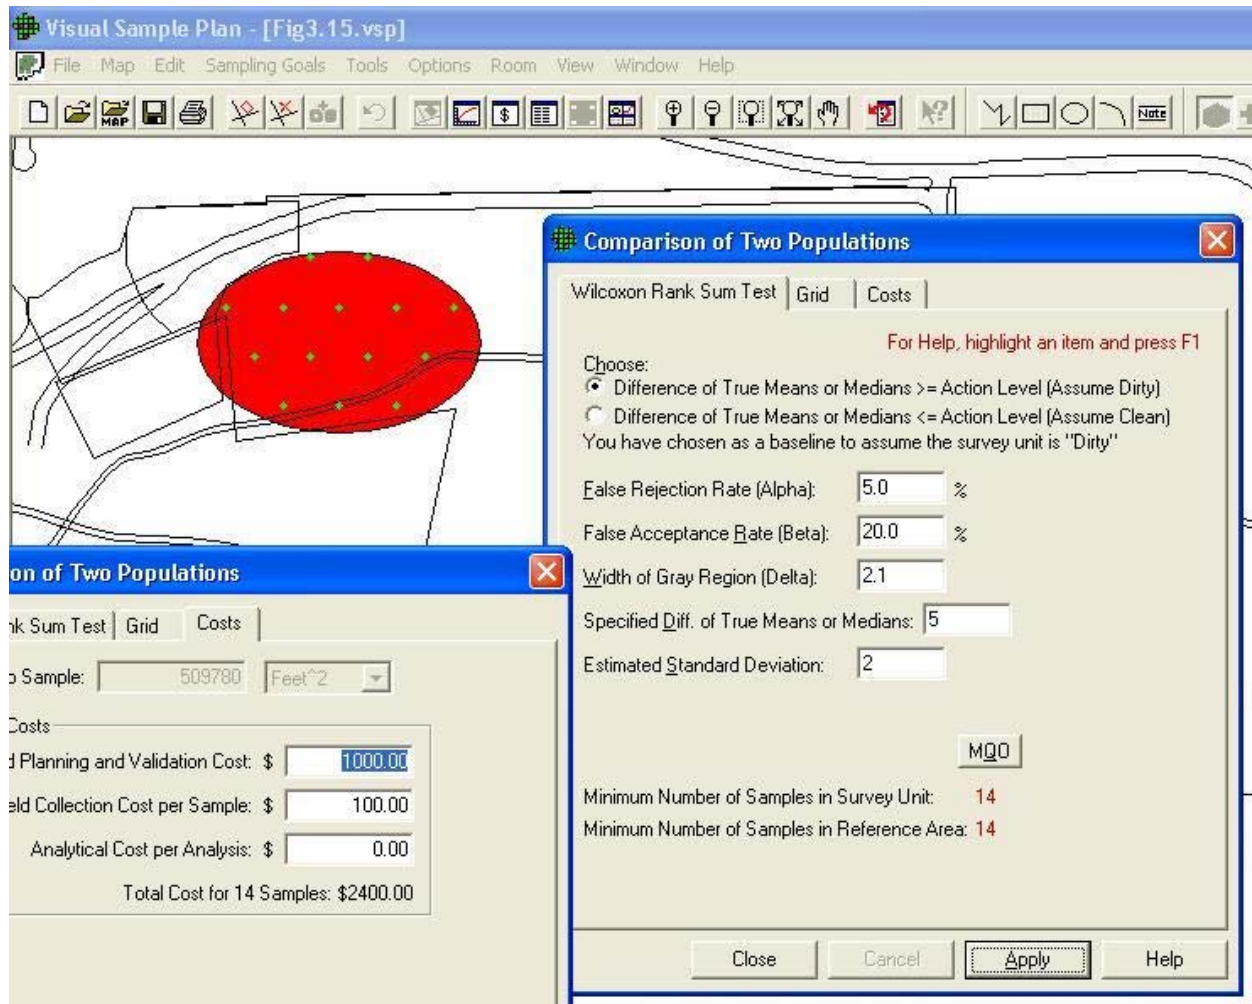 Visual Sample Plan - [Fig3.15.vsp]
File Map Edit Sampling Goals Tools Options Room View Window Help
MAP $ Note
Comparison of Two Populations
Wilcoxon Rank Sum Test Grid Costs
For Help, highlight an item and press F1
Choose:
Difference of True Means or Medians >= Action Level (Assume Dirty)
Difference of True Means or Medians <= Action Level (Assume Clean)
You have chosen as a baseline to assume the survey unit is "Dirty"
False Rejection Rate (Alpha): 5.0 %
False Acceptance Rate (Beta): 20.0 %
Width of Gray Region (Delta): 2.1
Specified Diff. of True Means or Medians: 5
Estimated Standard Deviation: 2
MQO
Minimum Number of Samples in Survey Unit: 14
Minimum Number of Samples in Reference Area: 14
Close Cancel Apply Help
on of Two Populations
nk Sum Test Grid Costs
o Sample: 509780 Feet^2
Costs
d Planning and Validation Cost: $ 1000.00
eld Collection Cost per Sample: $ 100.00
Analytical Cost per Analysis: $ 0.00
Total Cost for 14 Samples: $2400.00